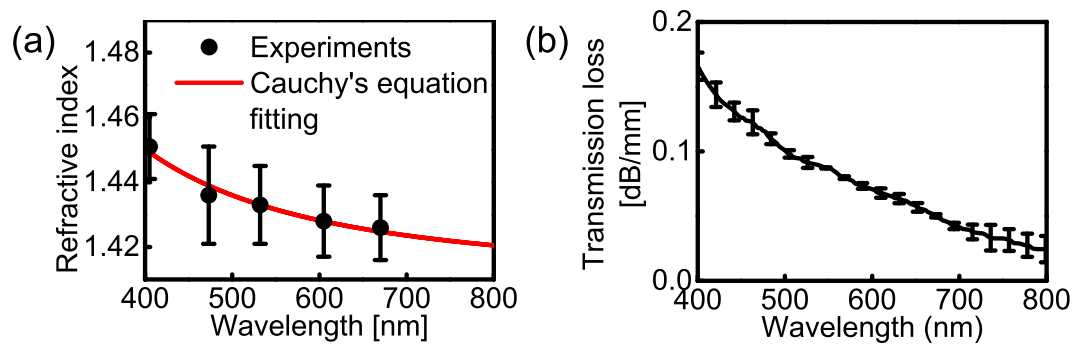 (a)
Refractive index
1.48
1.46
1.44
1.42
Experiments
Cauchy's equation
fitting
400 500 600 700 800
Wavelength [nm]
(b)
Transmission loss
[dB/mm]
0.2
0.1
0.0
400 500 600 700 800
Wavelength (nm)